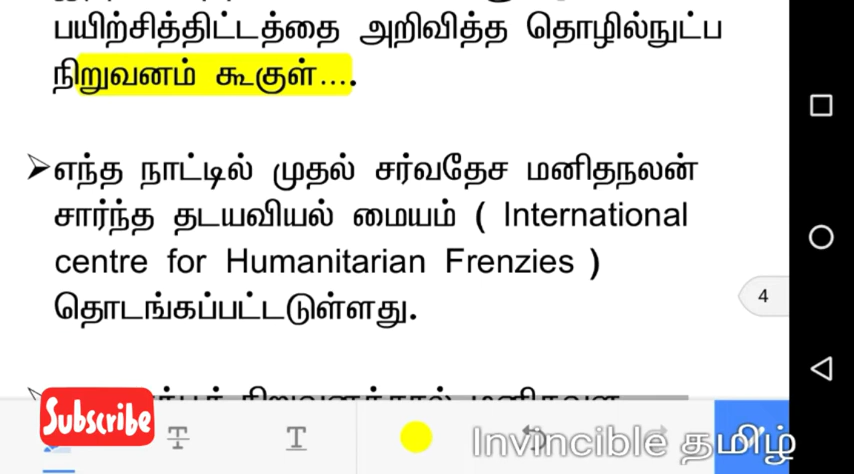 பயிற்சித்திட்டத்தை அறிவித்த தொழில்நுட்ப
நிறுவனம் கூகுள்....
எந்த நாட்டில் முதல் சர்வதேச மனிதநலன்
சார்ந்த தடயவியல் மையம் ( International
centre for Humanitarian Frenzies )
தொடங்கப்பட்டடுள்ளது.
4
Subscribe
Invincible தமிழ்